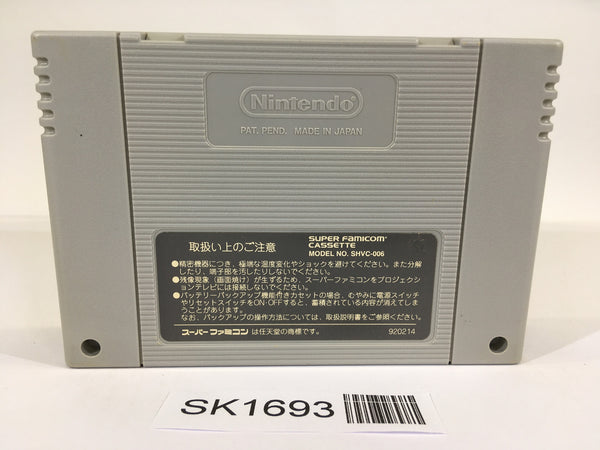 Nintendo
PAT. PEND. MADE IN JAPAN
取扱い上のご注意
SUPER FAMICOM
CASSETTE
MODEL NO. SHVC-006
●精密機器につき、極端な温度変化やショックを避けてください。また分解
したり、端子部を汚したりしないでください。
●残像現象（画面焼け）が生ずるため、スーパーファミコンをプロジェクシ
ョンテレビには接続しないでください。
●バッテリーバックアップ機能付きカセットの場合、むやみに電源スイッチ
やリセットスイッチをON・OFFすると、蓄積されている内容が消えてしま
うことがあります。
なお、バックアップの操作方法については、取扱説明書をご参照ください。
スーパーファミコン は任天堂の商標です。
920214
SK1693